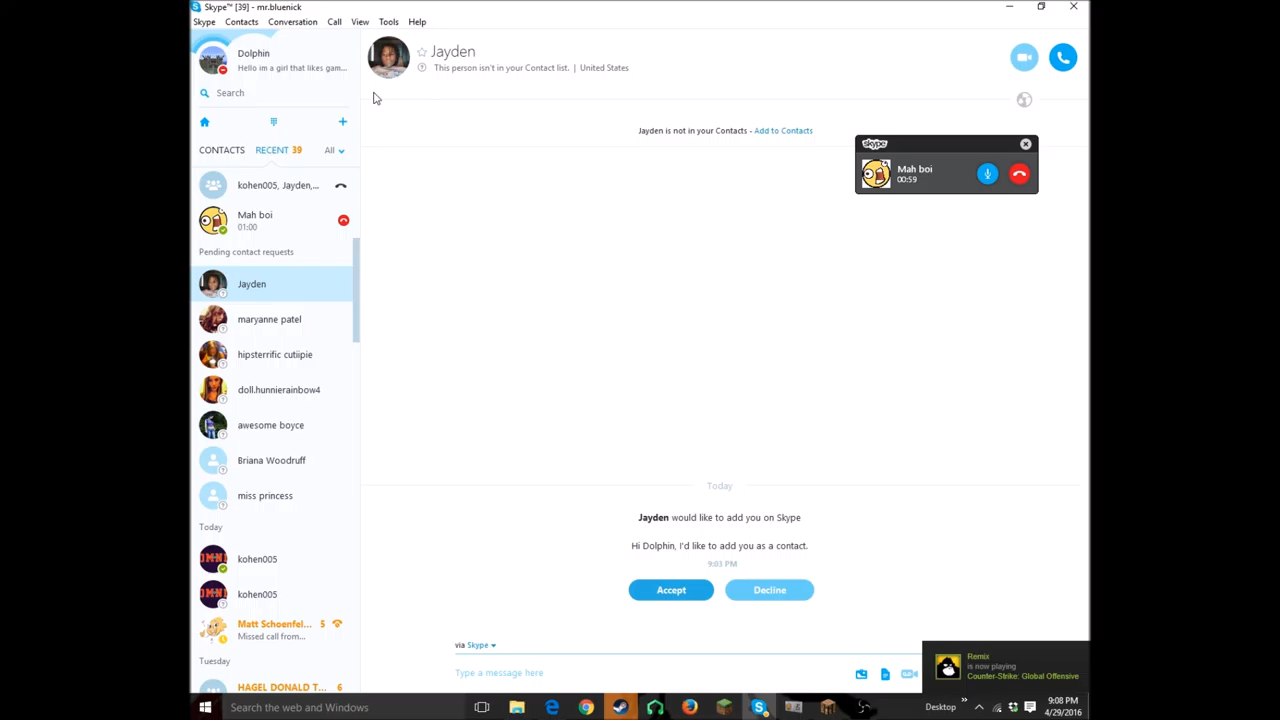 Skype™ [39] - mr.bluenick
Skype Contacts Conversation Call View Tools Help
Dolphin
Hello im a girl that likes gam...
Search
CONTACTS RECENT 39 All
kohen005, Jayden,...
Mah boi
01:00
Pending contact requests
Jayden
maryanne patel
hipsterrific cutiipie
doll.hunnierainbow4
awesome boyce
Briana Woodruff
miss princess
Today
kohen005
kohen005
Matt Schoenfel... 5
Missed call from...
Tuesday
HAGEL DONALD T... 6
Jayden
This person isn't in your Contact list. | United States
Jayden is not in your Contacts - Add to Contacts
skype
Mah boi
00:59
Today
Jayden would like to add you on Skype
Hi Dolphin, I'd like to add you as a contact.
9:03 PM
Accept Decline
via Skype
Type a message here
Remix
is now playing
Counter-Strike: Global Offensive
Search the web and Windows
Desktop
9:08 PM
4/29/2016